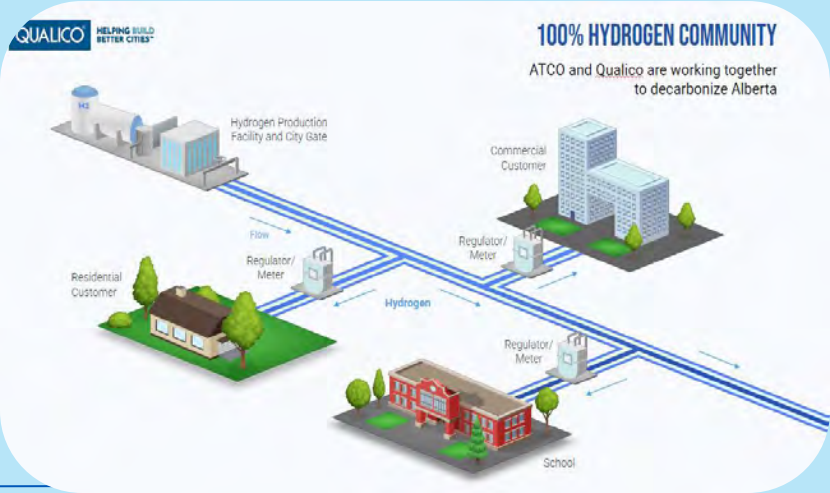 QUALICO®
HELPING BUILD
BETTER CITIES™
100% HYDROGEN COMMUNITY
ATCO and Qualico are working together
to decarbonize Alberta
H2
Hydrogen Production
Facility and City Gate
Commercial
Customer
Flow
Regulator/
Meter
Regulator/
Meter
Residential
Customer
Hydrogen
Regulator/
Meter
School